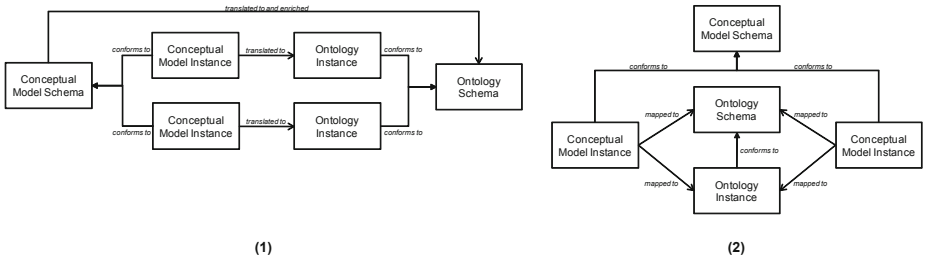 translated to and enriched
conforms to
Conceptual
Model Instance
translated to
Ontology
Instance
conforms to
Conceptual
Model Schema
Ontology
Schema
conforms to
Conceptual
Model Instance
translated to
Ontology
Instance
conforms to
(1)
Conceptual
Model Schema
conforms to
conforms to
Ontology
Schema
mapped to
mapped to
Conceptual
Model Instance
conforms to
Conceptual
Model Instance
mapped to
Ontology
Instance
mapped to
(2)